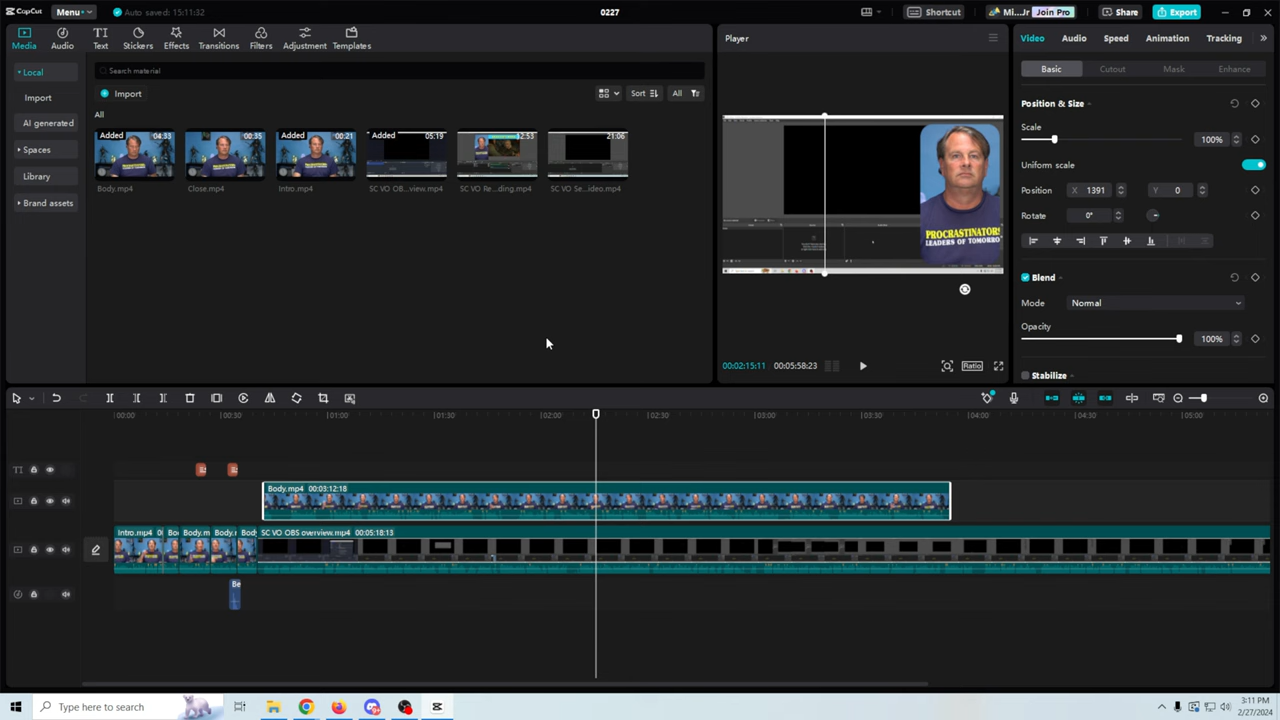 CapCut
Menu
Auto saved: 15:11:32
0227
Shortcut
Mi...Jr
Join Pro
Share
Export
Media
Audio
Text
Stickers
Effects
Transitions
Filters
Adjustment
Templates
Local
Import
AI generated
Spaces
Library
Brand assets
Search material
Import
Sort
All
All
Added
04:33
Body.mp4
00:35
Close.mp4
Added
00:21
Intro.mp4
Added
05:19
SC VO OB...view.mp4
12:53
SC VO Re...ding.mp4
21:06
SC VO Se...ideo.mp4
Player
PROCRASTINATORS
LEADERS OF TOMORRO
00:02:15:11
00:05:58:23
Ratio
Video
Audio
Speed
Animation
Tracking
Basic
Cutout
Mask
Enhance
Position & Size
Scale
100%
Uniform scale
Position
X
1391
Y
0
Rotate
0°
Blend
Mode
Normal
Opacity
100%
Stabilize
00:00
00:30
01:00
01:30
02:00
02:30
03:00
03:30
04:00
04:30
05:00
Body.mp4 00:03:12:18
Intro.mp4 00
Bo
Body.m
Body.r
Body
SC VO OBS overview.mp4 00:05:18:13
Be
Type here to search
3:11 PM
2/27/2024